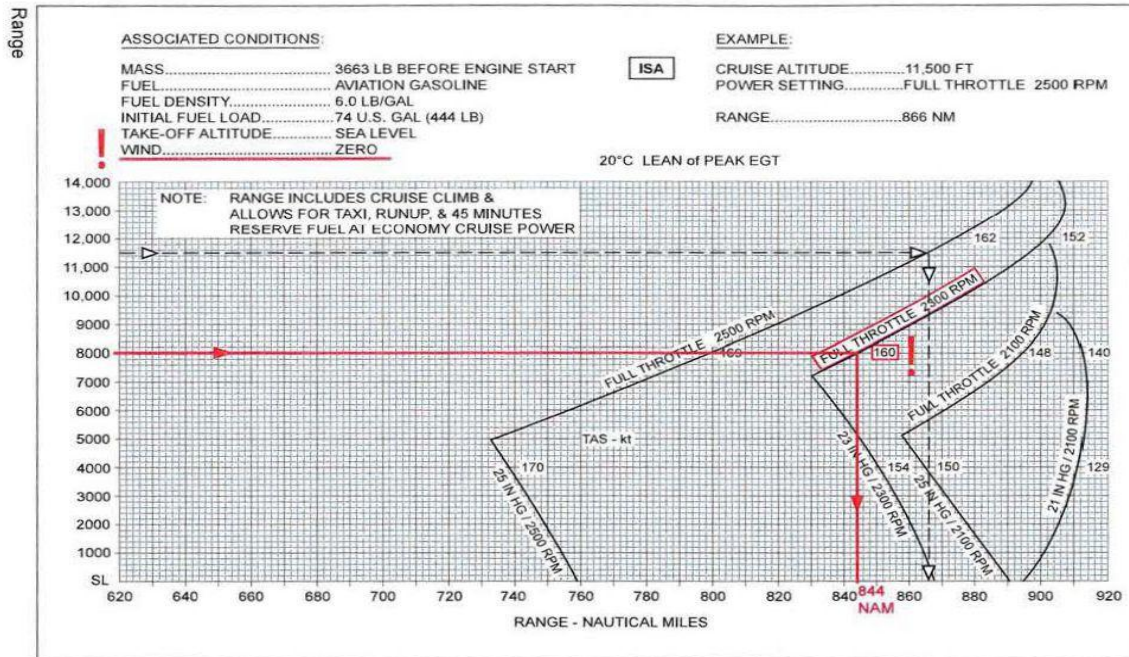 Range
ASSOCIATED CONDITIONS:
MASS.......................... 3663 LB BEFORE ENGINE START
FUEL........................... AVIATION GASOLINE
FUEL DENSITY.............. 6.0 LB/GAL
INITIAL FUEL LOAD....... 74 U.S. GAL (444 LB)
TAKE-OFF ALTITUDE.......... SEA LEVEL
WIND.......................... ZERO
!
ISA
EXAMPLE:
CRUISE ALTITUDE..........11,500 FT
POWER SETTING..........FULL THROTTLE 2500 RPM
RANGE..........................866 NM
20°C LEAN of PEAK EGT
NOTE: RANGE INCLUDES CRUISE CLIMB &
ALLOWS FOR TAXI, RUNUP, & 45 MINUTES
RESERVE FUEL AT ECONOMY CRUISE POWER
14,000
13,000
12,000
11,000
10,000
9000
8000
7000
6000
5000
4000
3000
2000
1000
SL
162
152
FULL THROTTLE 2500 RPM
169
FULL THROTTLE 2300 RPM
160
!
FULL THROTTLE 2100 RPM
148
140
TAS - kt
170
25 IN HG / 2500 RPM
23 IN HG / 2300 RPM
154
150
25 IN HG / 2100 RPM
129
21 IN HG / 2100 RPM
620 640 660 680 700 720 740 760 780 800 820 840 860 880 900 920
844
NAM
RANGE - NAUTICAL MILES